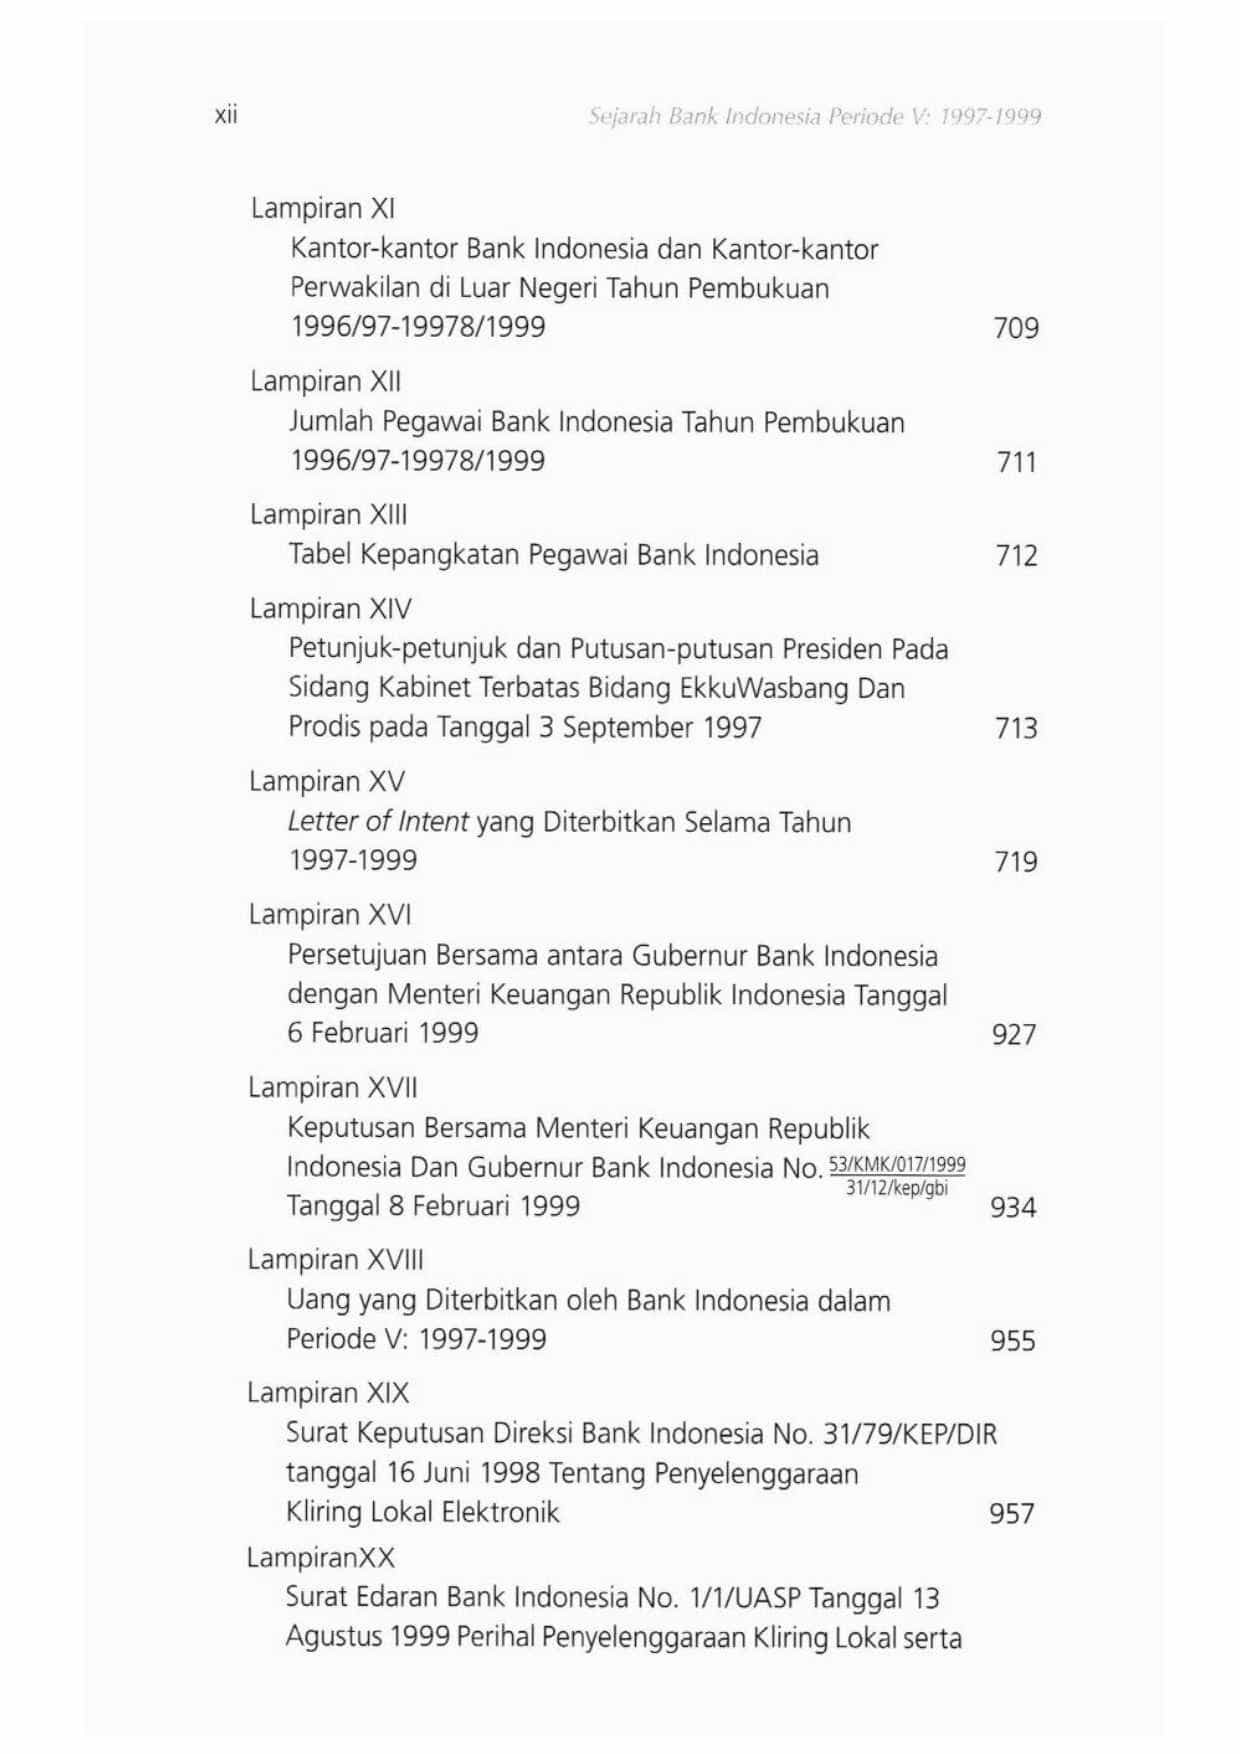 xii Sejarah Bank Indonesia Periode V: 1997-1999
Lampiran XI
Kantor-kantor Bank Indonesia dan Kantor-kantor
Perwakilan di Luar Negeri Tahun Pembukuan
1996/97-19978/1999 709
Lampiran XII
Jumlah Pegawai Bank Indonesia Tahun Pembukuan
1996/97-19978/1999 711
Lampiran XIII
Tabel Kepangkatan Pegawai Bank Indonesia 712
Lampiran XIV
Petunjuk-petunjuk dan Putusan-putusan Presiden Pada
Sidang Kabinet Terbatas Bidang EkkuWasbang Dan
Prodis pada Tanggal 3 September 1997 713
Lampiran XV
Letter of Intent yang Diterbitkan Selama Tahun
1997-1999 719
Lampiran XVI
Persetujuan Bersama antara Gubernur Bank Indonesia
dengan Menteri Keuangan Republik Indonesia Tanggal
6 Februari 1999 927
Lampiran XVII
Keputusan Bersama Menteri Keuangan Republik
Indonesia Dan Gubernur Bank Indonesia No. 53/KMK/017/1999
31/12/kep/gbi
Tanggal 8 Februari 1999 934
Lampiran XVIII
Uang yang Diterbitkan oleh Bank Indonesia dalam
Periode V: 1997-1999 955
Lampiran XIX
Surat Keputusan Direksi Bank Indonesia No. 31/79/KEP/DIR
tanggal 16 Juni 1998 Tentang Penyelenggaraan
Kliring Lokal Elektronik 957
LampiranXX
Surat Edaran Bank Indonesia No. 1/1/UASP Tanggal 13
Agustus 1999 Perihal Penyelenggaraan Kliring Lokal serta